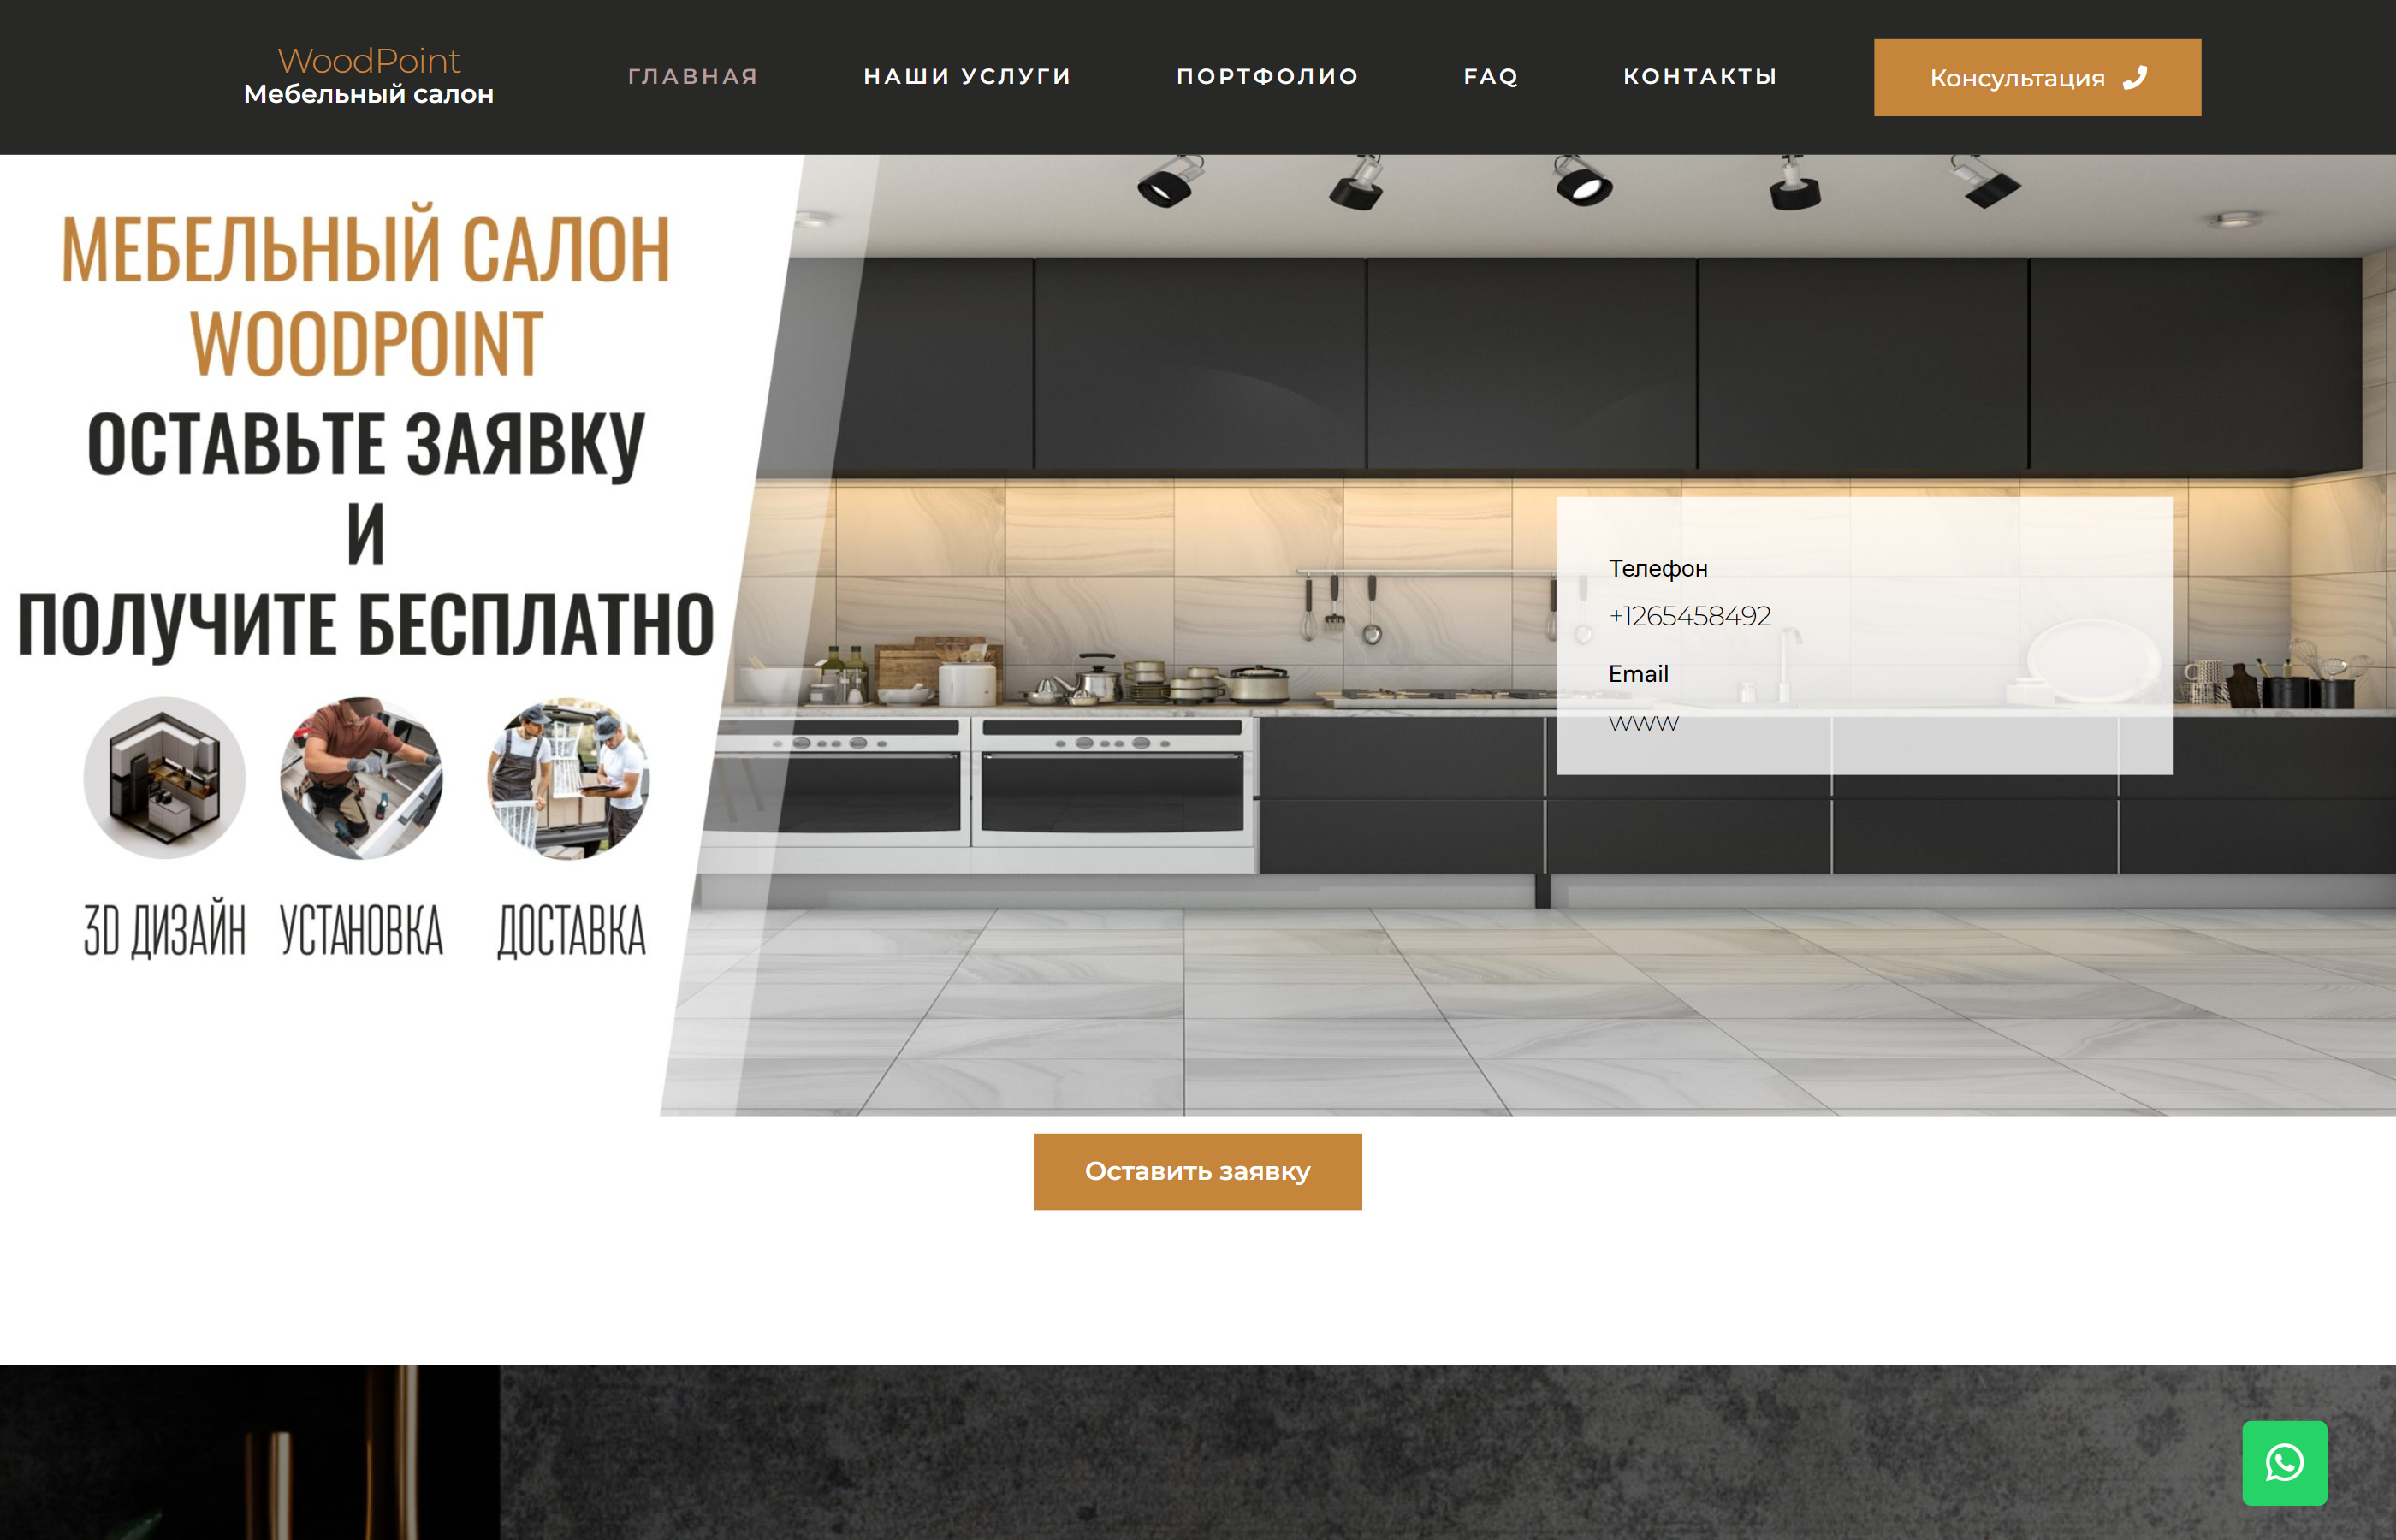 WoodPoint
Мебельный салон
ГЛАВНАЯ
НАШИ УСЛУГИ
ПОРТФОЛИО
FAQ
КОНТАКТЫ
Консультация
МЕБЕЛЬНЫЙ САЛОН
WOODPOINT
ОСТАВЬТЕ ЗАЯВКУ
И
ПОЛУЧИТЕ БЕСПЛАТНО
3D ДИЗАЙН
УСТАНОВКА
ДОСТАВКА
Телефон
+1265458492
Email
www
Оставить заявку